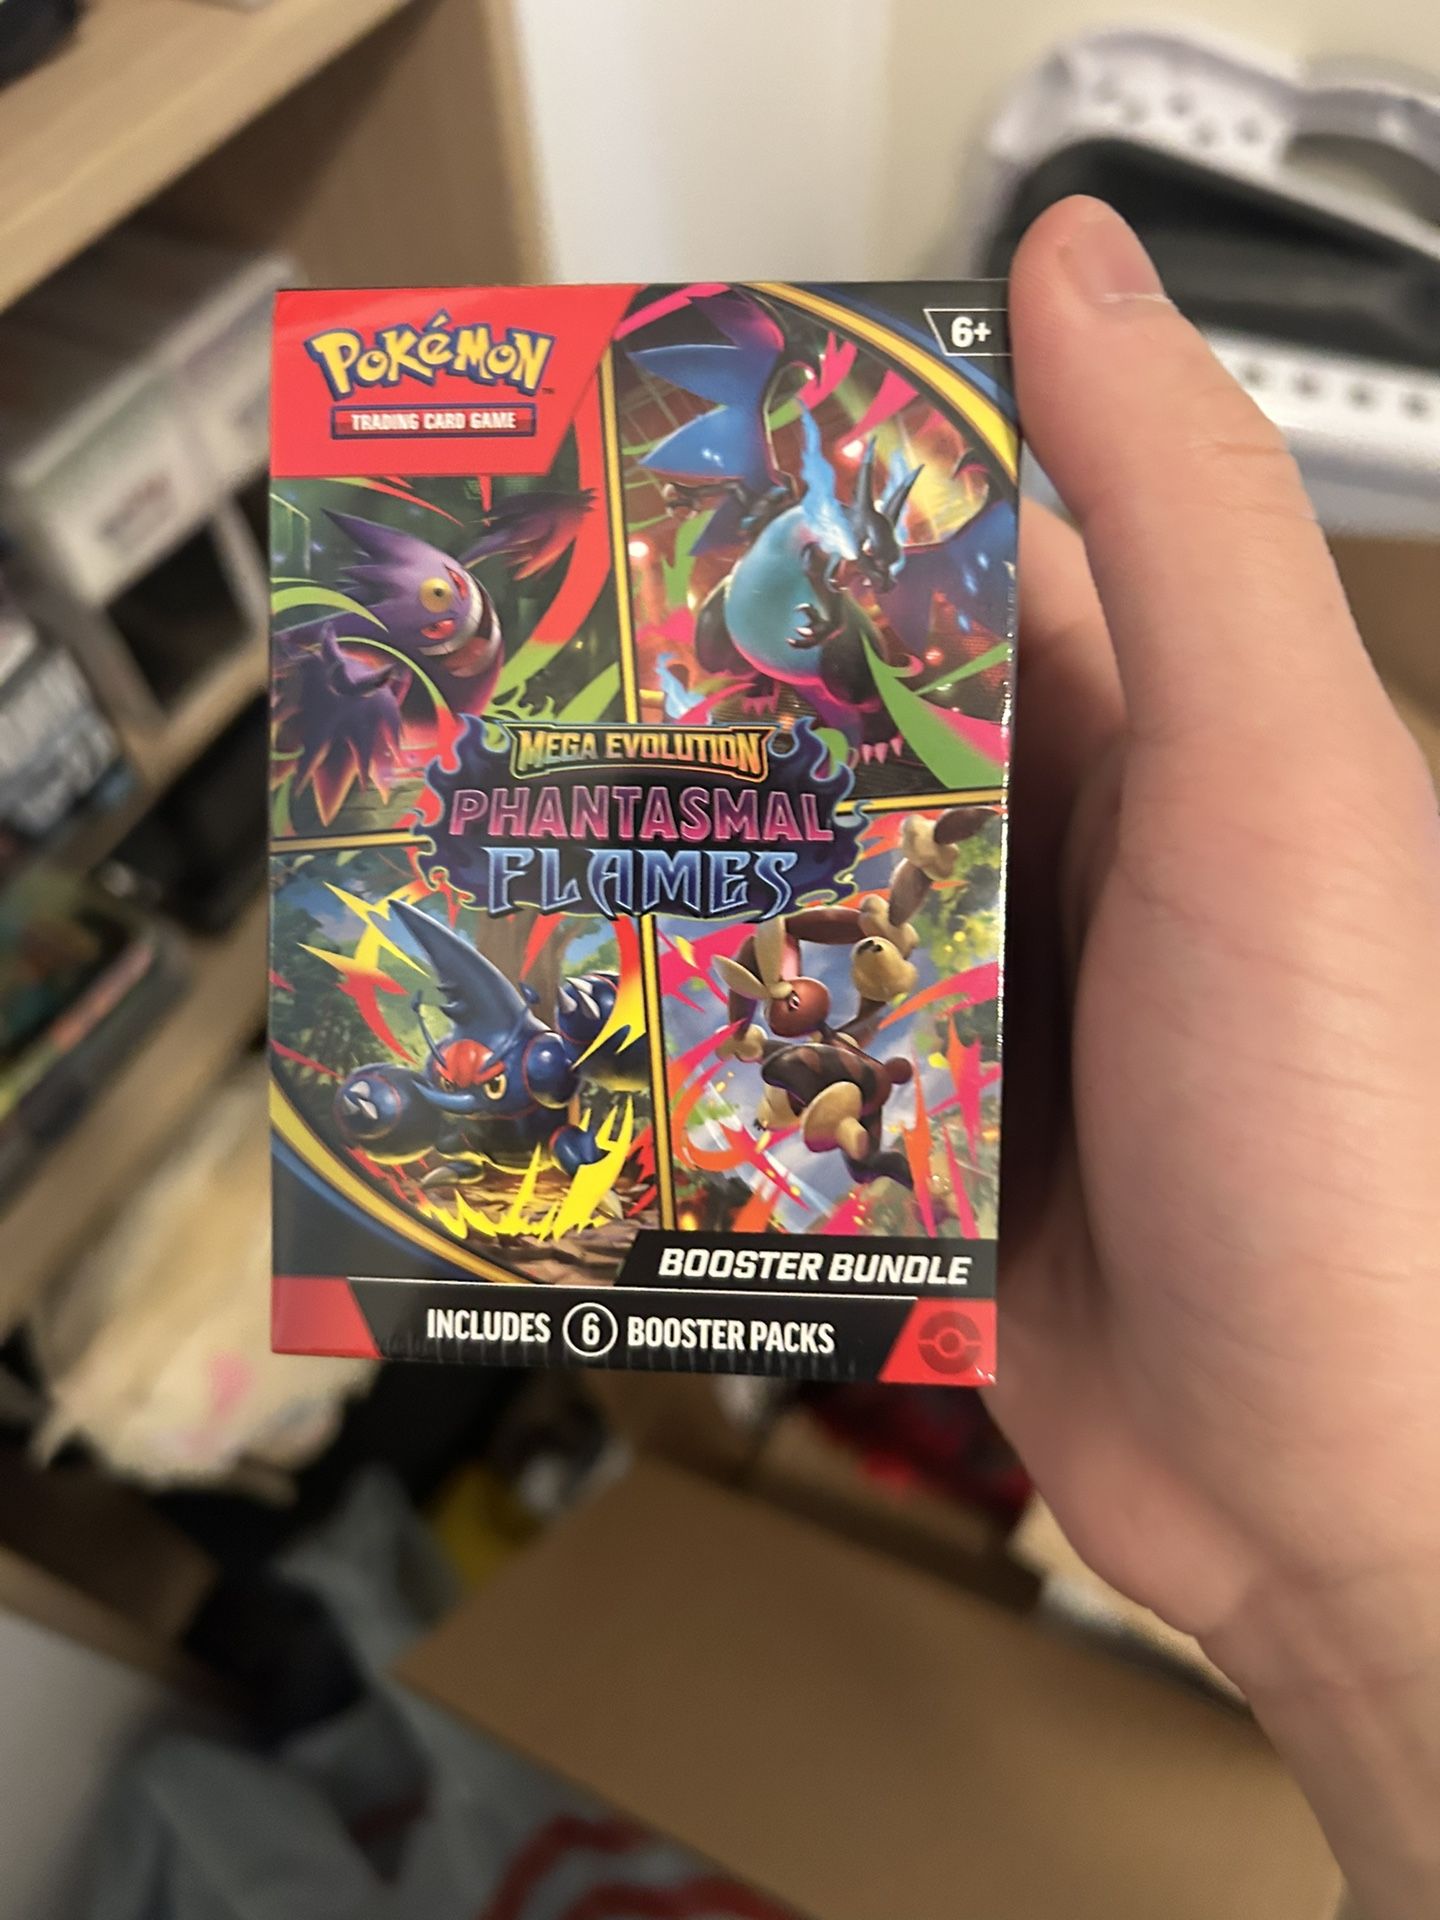 POKéMON
TRADING CARD GAME
6+
MEGA EVOLUTION
PHANTASMAL
FLAMES
BOOSTER BUNDLE
INCLUDES 6 BOOSTER PACKS